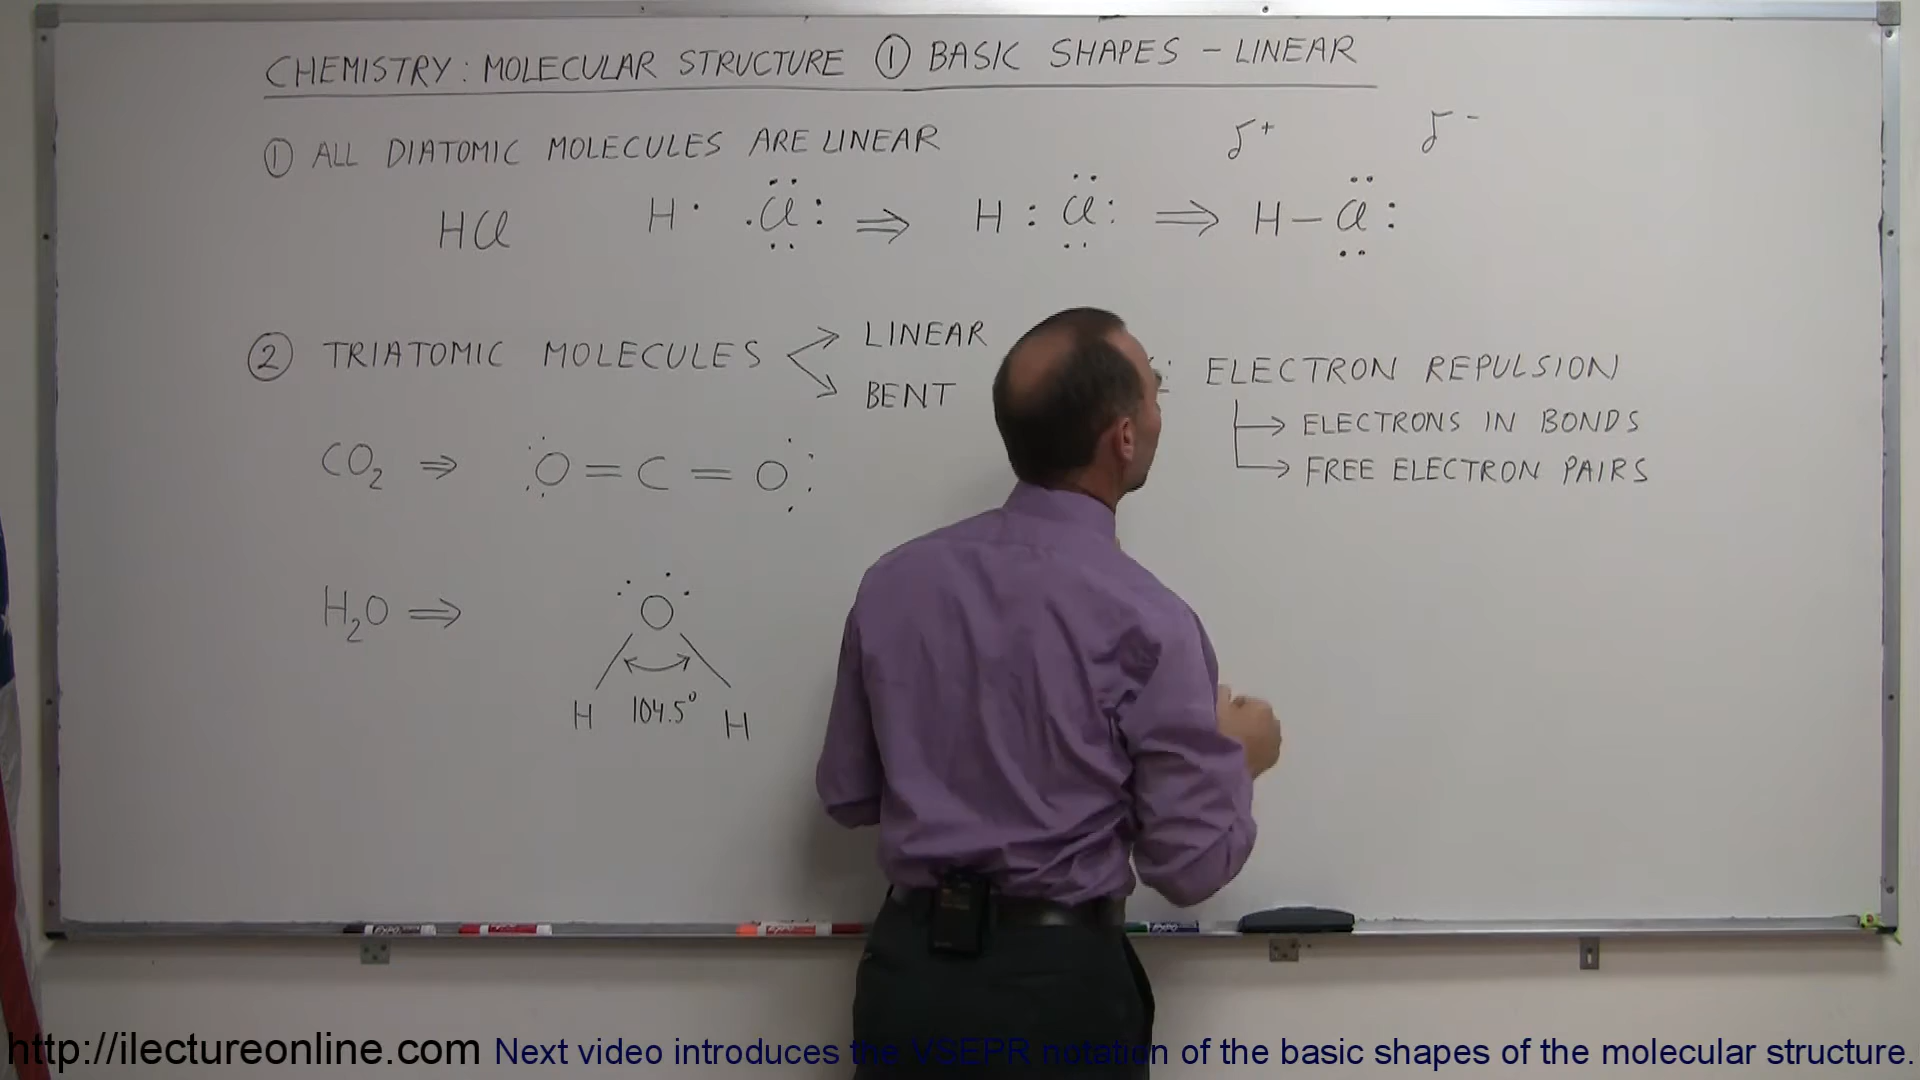 CHEMISTRY: MOLECULAR STRUCTURE ① BASIC SHAPES – LINEAR
① ALL DIATOMIC MOLECULES ARE LINEAR
δ⁺ δ⁻
HCl H· ·Cl: ⇒ H:Cl: ⇒ H–Cl:
② TRIATOMIC MOLECULES
LINEAR
BENT
ELECTRON REPULSION
→ ELECTRONS IN BONDS
→ FREE ELECTRON PAIRS
CO₂ ⇒ :O=C=O:
H₂O ⇒ O
H 104.5° H
EXPO
http://ilectureonline.com Next video introduces the VSEPR notation of the basic shapes of the molecular structure.